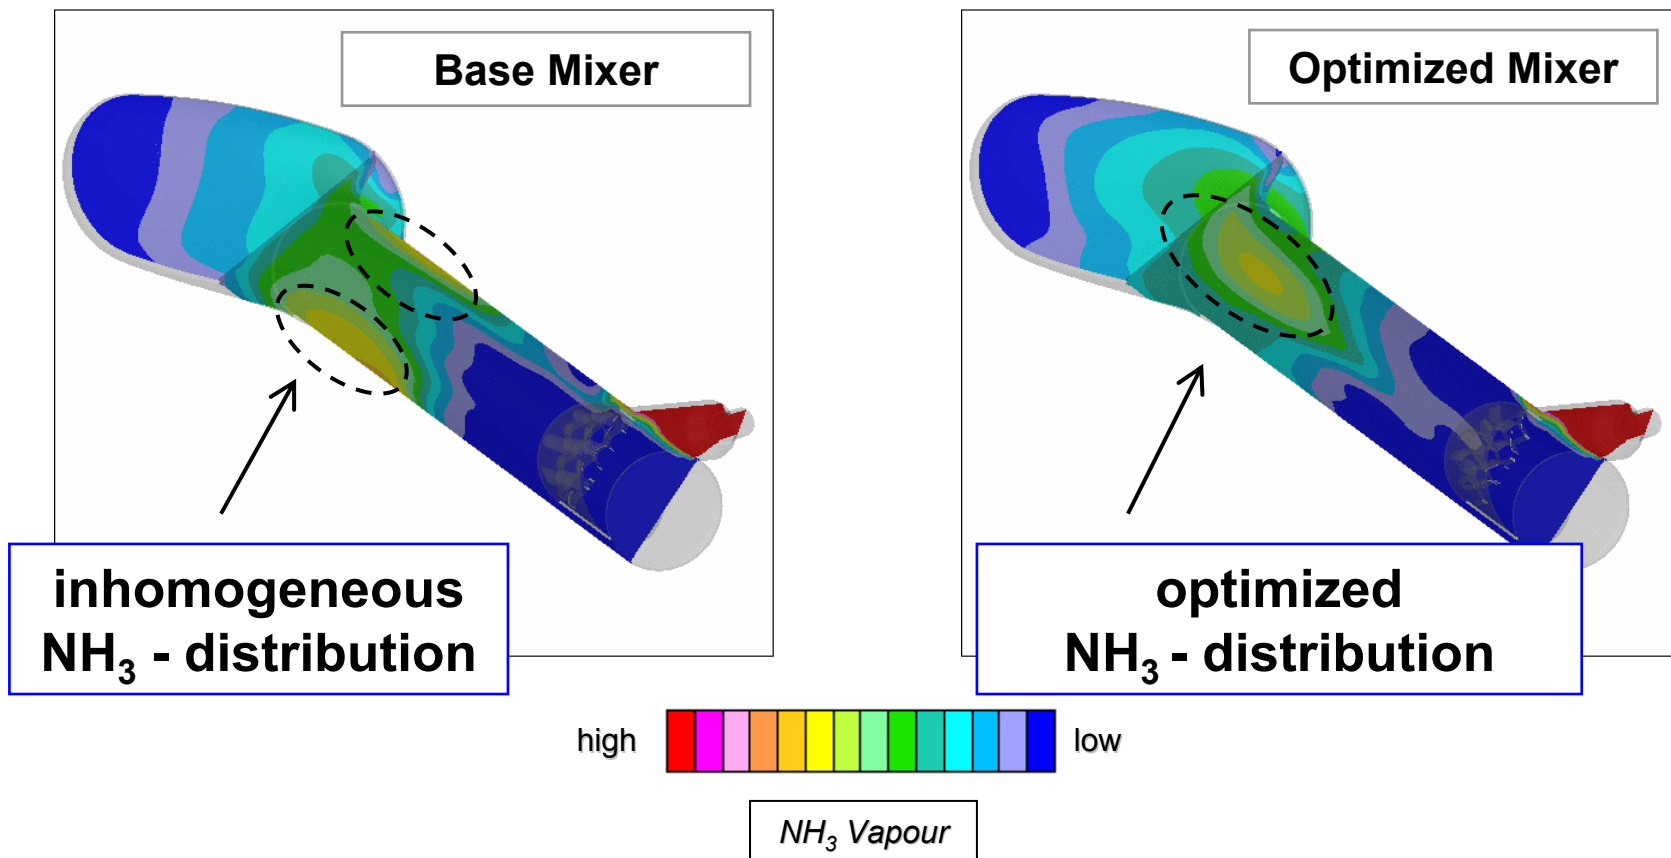 Base Mixer
Optimized Mixer
inhomogeneous
NH₃ - distribution
optimized
NH₃ - distribution
high
low
NH₃ Vapour